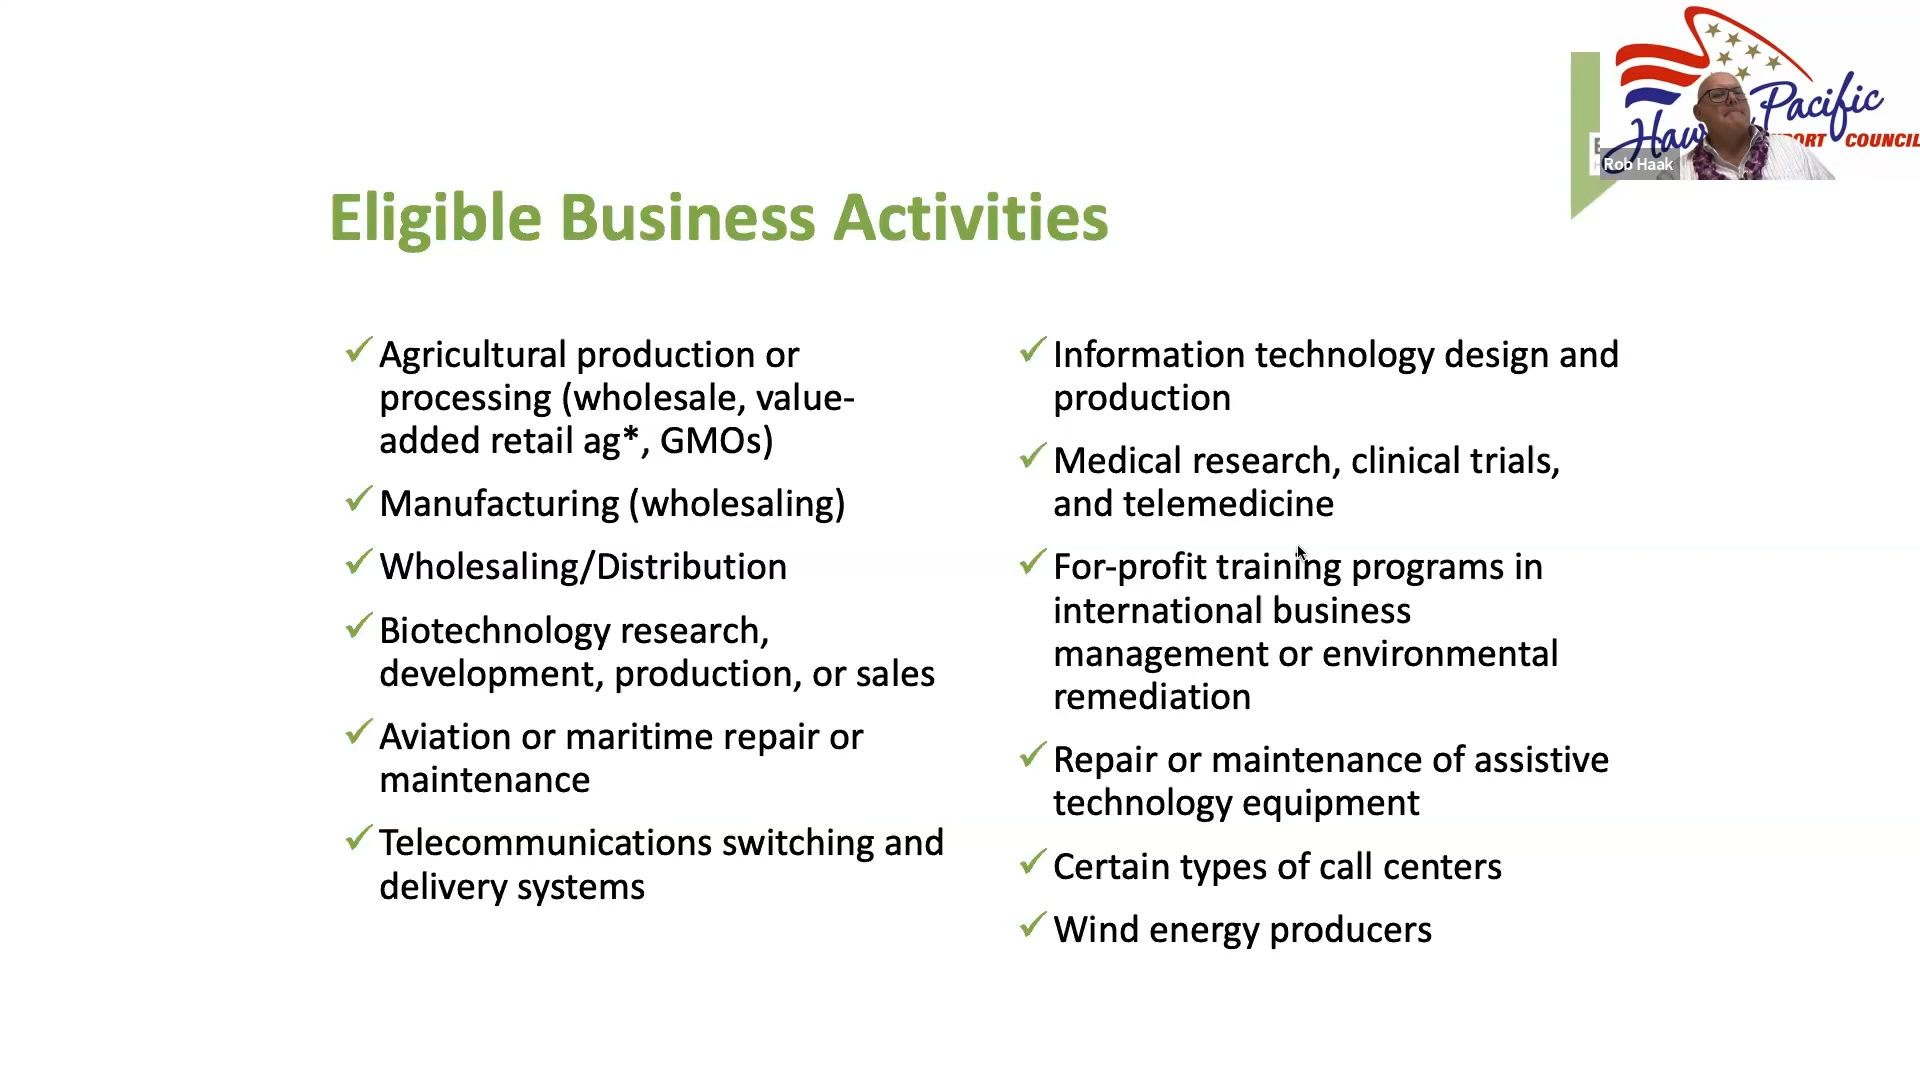 Pacific
COUNCIL
Rob Haak
Eligible Business Activities
Agricultural production or
processing (wholesale, value-
added retail ag*, GMOs)
Manufacturing (wholesaling)
Wholesaling/Distribution
Biotechnology research,
development, production, or sales
Aviation or maritime repair or
maintenance
Telecommunications switching and
delivery systems
Information technology design and
production
Medical research, clinical trials,
and telemedicine
For-profit training programs in
international business
management or environmental
remediation
Repair or maintenance of assistive
technology equipment
Certain types of call centers
Wind energy producers